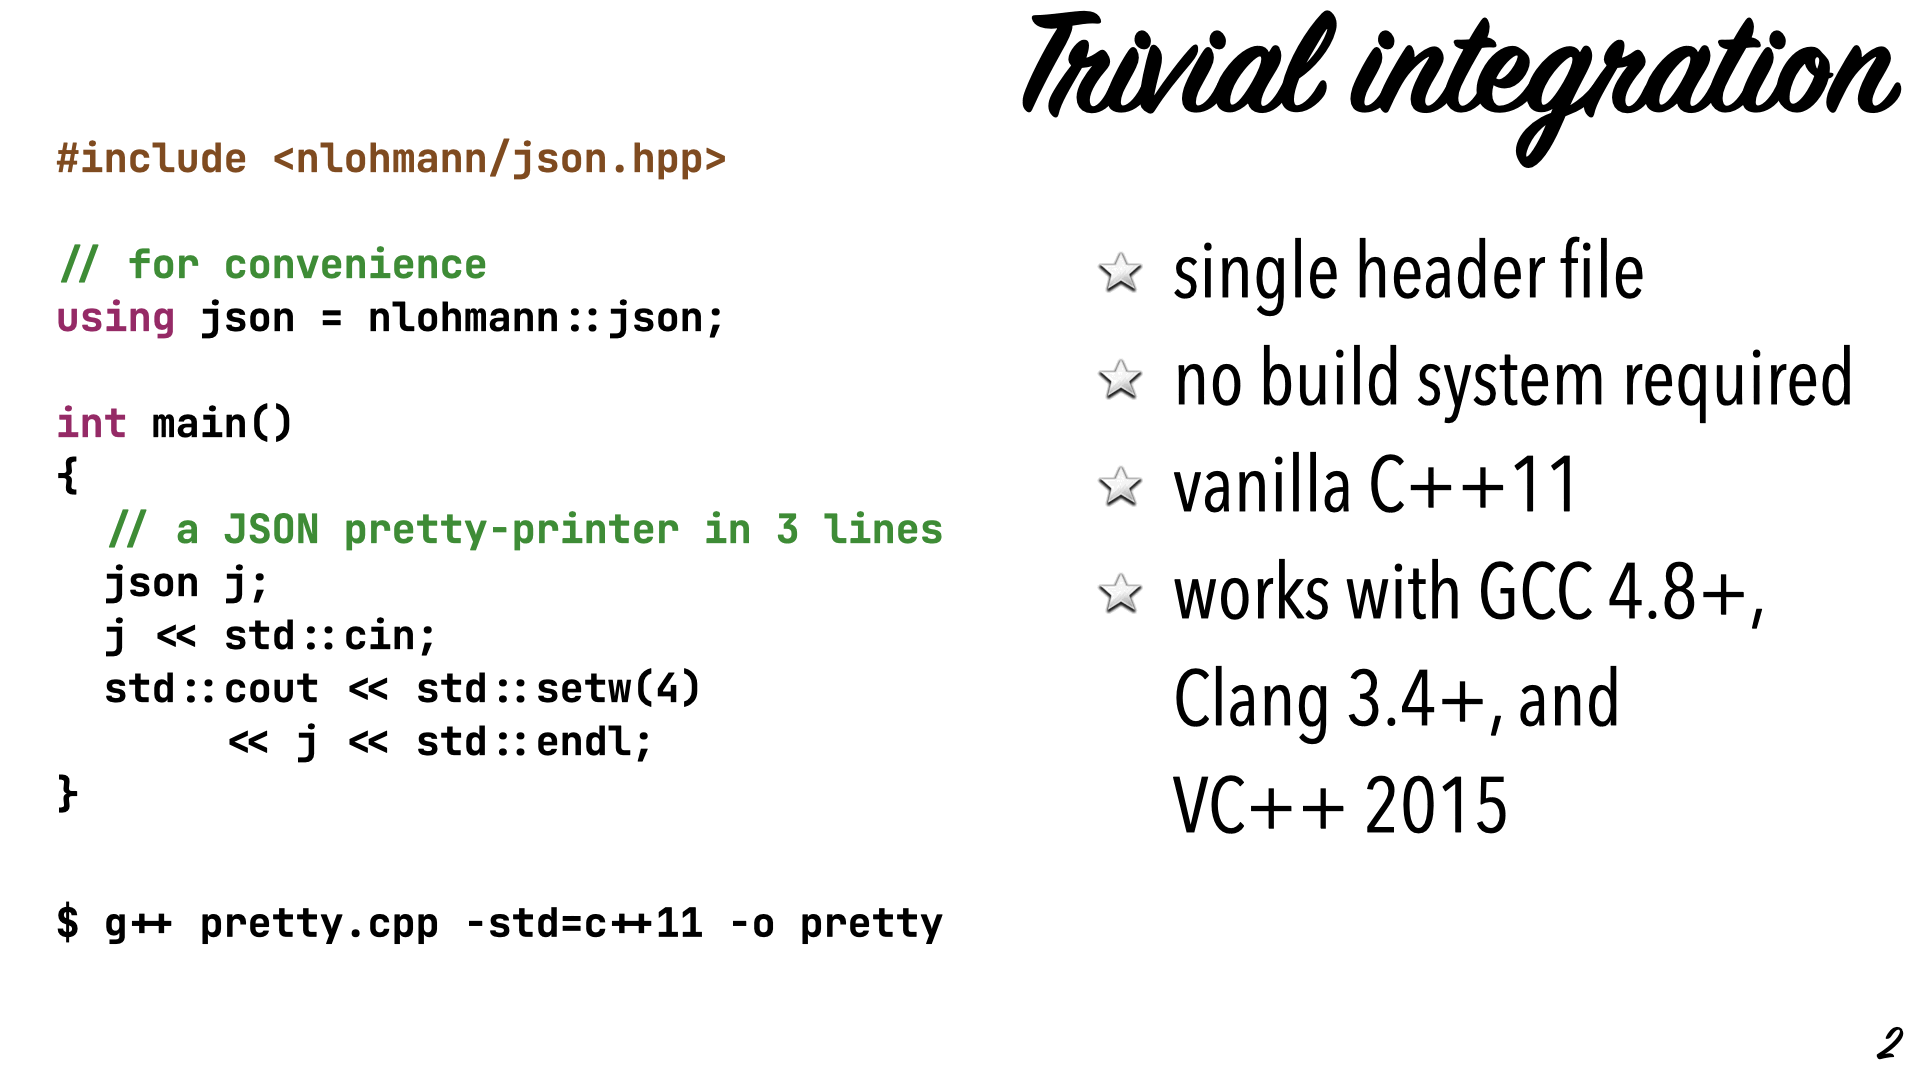 Trivial integration
#include <nlohmann/json.hpp>
// for convenience
using json = nlohmann::json;
int main()
{
  // a JSON pretty-printer in 3 lines
  json j;
  j << std::cin;
  std::cout << std::setw(4)
       << j << std::endl;
}
$ g++ pretty.cpp -std=c++11 -o pretty
single header file
no build system required
vanilla C++11
works with GCC 4.8+,
Clang 3.4+, and
VC++ 2015
2